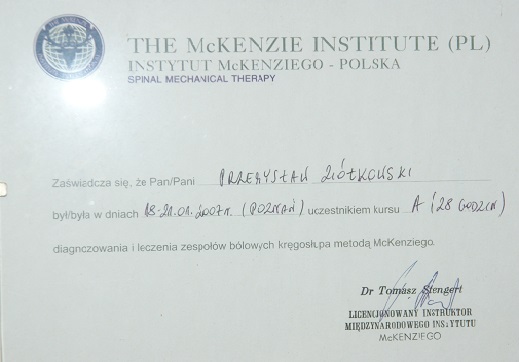 THE McKENZIE INSTITUTE (PL)
INSTYTUT McKENZIEGO - POLSKA
SPINAL MECHANICAL THERAPY
Zaświadcza się, że Pan/Pani PRZEMYSŁAW ZIÓŁKOWSKI
był/była w dniach 18-21.01.2007r. (POZNAŃ) uczestnikiem kursu A (28 GODZIN)
diagnczowania i leczenia zespołów bólowych kręgosłupa metodą McKenziego.
Dr Tomasz Stengert
LICENCJONOWANY INSTRUKTOR
MIĘDZYNARODOWEGO INSTYTUTU
McKENZIEGO